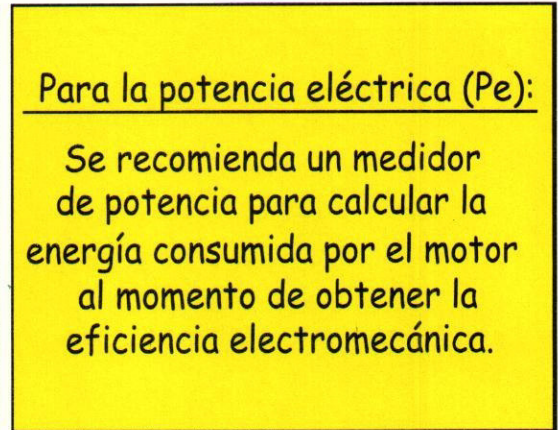 Para la potencia eléctrica (Pe):
Se recomienda un medidor
de potencia para calcular la
energía consumida por el motor
al momento de obtener la
eficiencia electromecánica.